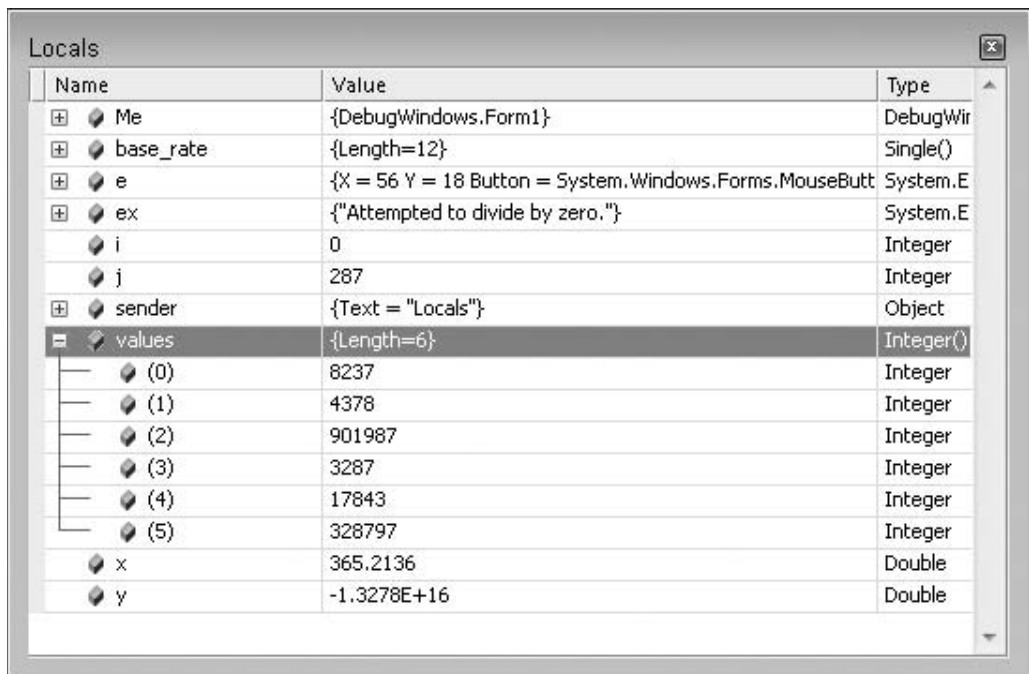 Locals
Name Value Type
Me {DebugWindows.Form1} DebugWir
base_rate {Length=12} Single()
e {X = 56 Y = 18 Button = System.Windows.Forms.MouseButt System.E
ex {"Attempted to divide by zero."} System.E
i 0 Integer
j 287 Integer
sender {Text = "Locals"} Object
values {Length=6} Integer()
(0) 8237 Integer
(1) 4378 Integer
(2) 901987 Integer
(3) 3287 Integer
(4) 17843 Integer
(5) 328797 Integer
x 365.2136 Double
y -1.3278E+16 Double